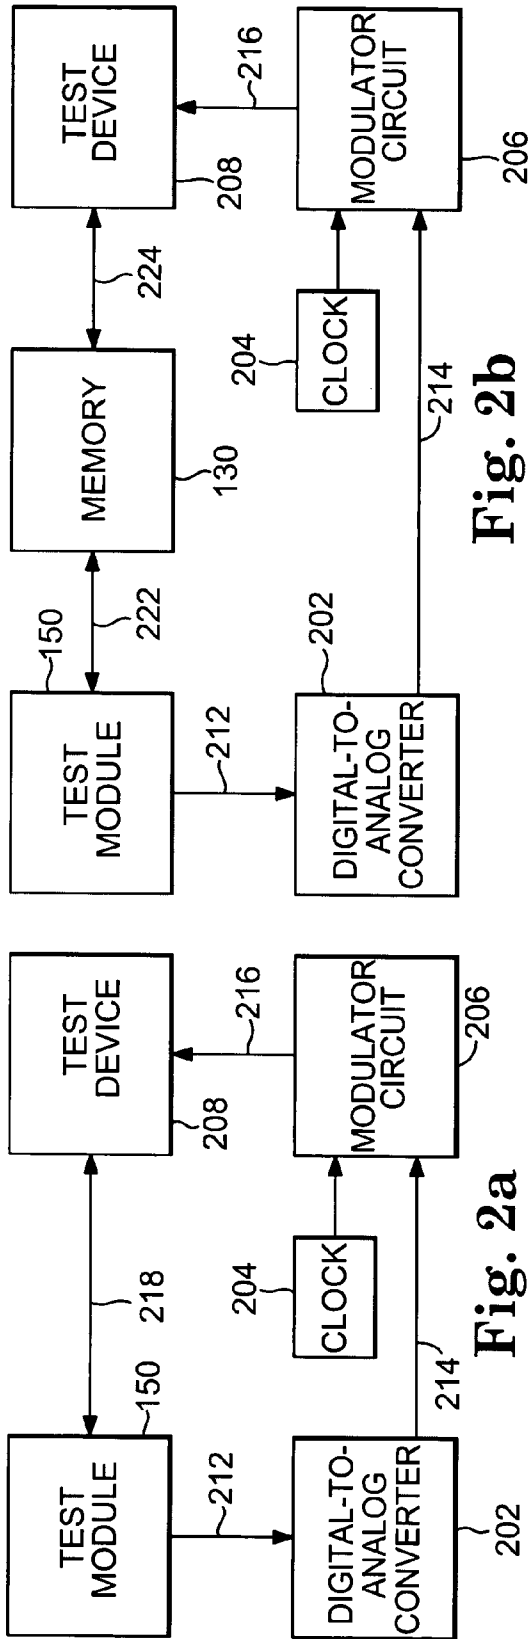 TEST
MODULE
150
218
TEST
DEVICE
208
212
216
DIGITAL-TO-
ANALOG
CONVERTER
202
214
204
CLOCK
MODULATOR
CIRCUIT
206
Fig. 2a
TEST
MODULE
150
222
MEMORY
130
224
TEST
DEVICE
208
212
216
DIGITAL-TO-
ANALOG
CONVERTER
202
214
204
CLOCK
MODULATOR
CIRCUIT
206
Fig. 2b